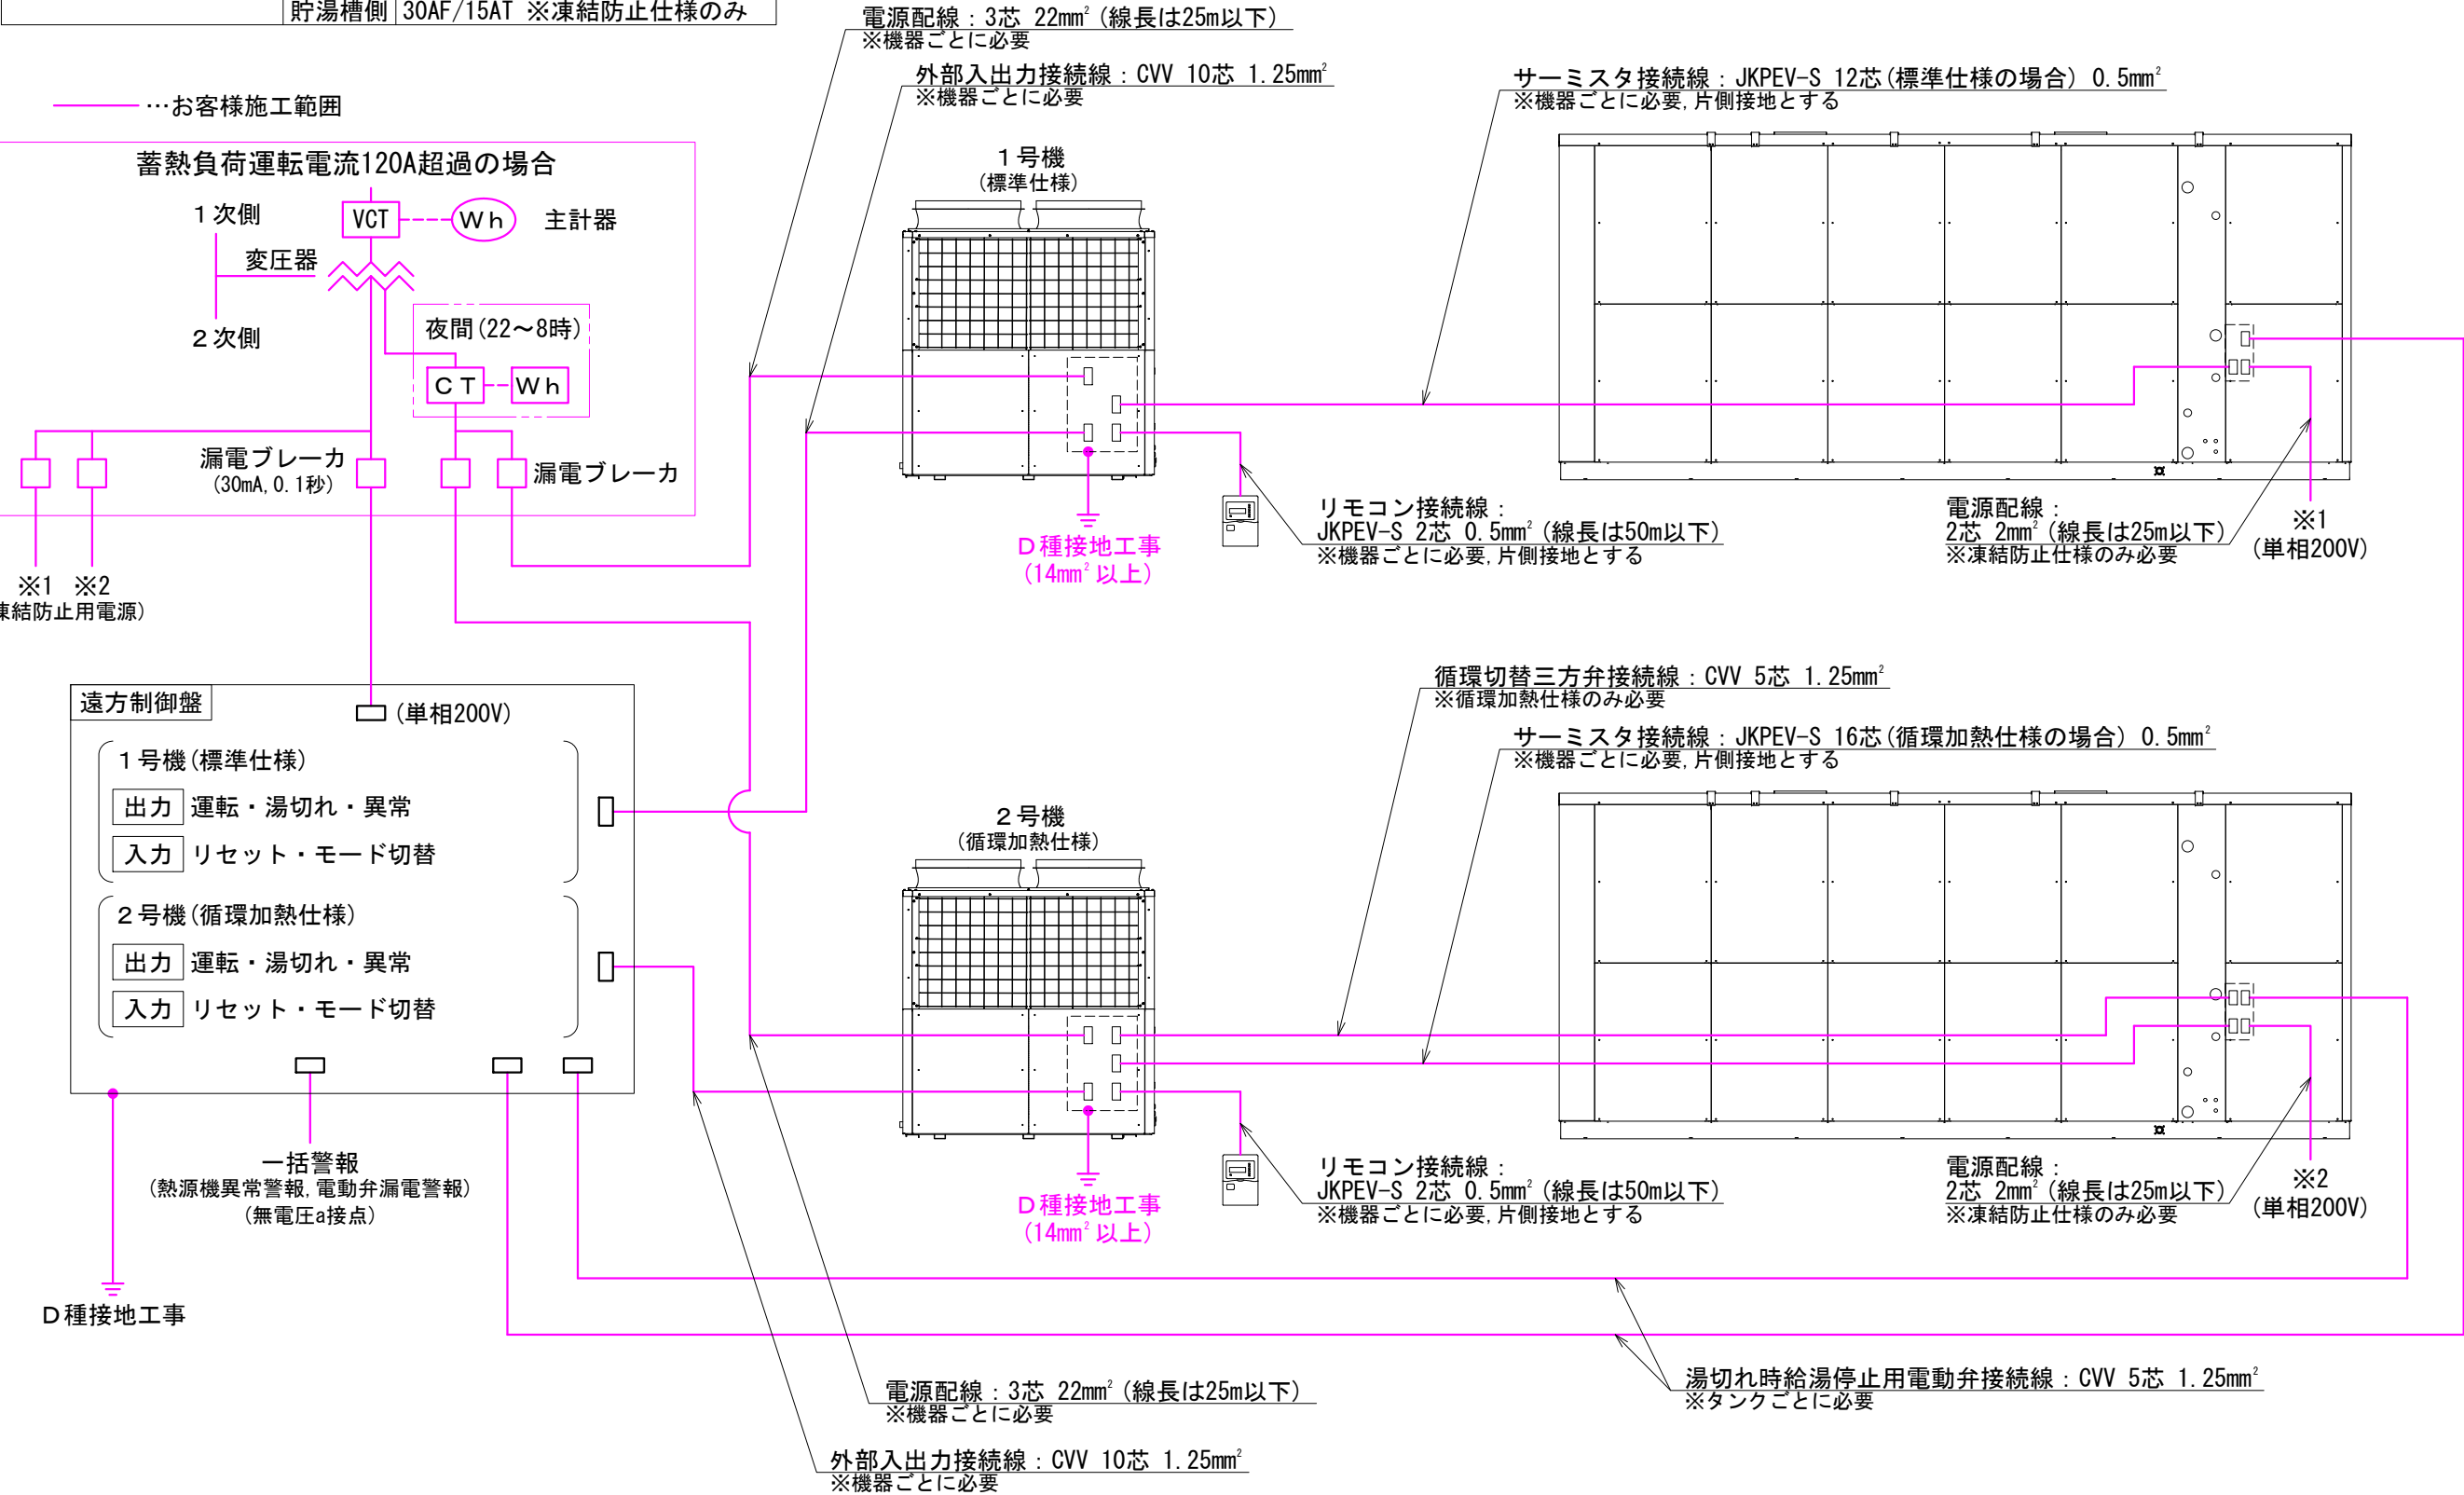 貯湯槽側 30AF/15AT ※凍結防止仕様のみ
…お客様施工範囲
蓄熱負荷運転電流120A超過の場合
1次側
VCT
Wh
主計器
変圧器
2次側
夜間(22～8時)
CT
Wh
漏電ブレーカ
(30mA,0.1秒)
漏電ブレーカ
※1 ※2
凍結防止用電源)
電源配線：3芯 22mm²(線長は25m以下)
※機器ごとに必要
外部入出力接続線：CVV 10芯 1.25mm²
※機器ごとに必要
サーミスタ接続線：JKPEV-S 12芯(標準仕様の場合) 0.5mm²
※機器ごとに必要,片側接地とする
1号機
(標準仕様)
D種接地工事
(14mm²以上)
リモコン接続線：
JKPEV-S 2芯 0.5mm²(線長は50m以下)
※機器ごとに必要,片側接地とする
電源配線：
2芯 2mm²(線長は25m以下)
※凍結防止仕様のみ必要
※1
(単相200V)
遠方制御盤
(単相200V)
1号機(標準仕様)
出力 運転・湯切れ・異常
入力 リセット・モード切替
2号機(循環加熱仕様)
出力 運転・湯切れ・異常
入力 リセット・モード切替
一括警報
(熱源機異常警報,電動弁漏電警報)
(無電圧a接点)
D種接地工事
循環切替三方弁接続線：CVV 5芯 1.25mm²
※循環加熱仕様のみ必要
サーミスタ接続線：JKPEV-S 16芯(循環加熱仕様の場合) 0.5mm²
※機器ごとに必要,片側接地とする
2号機
(循環加熱仕様)
D種接地工事
(14mm²以上)
リモコン接続線：
JKPEV-S 2芯 0.5mm²(線長は50m以下)
※機器ごとに必要,片側接地とする
電源配線：
2芯 2mm²(線長は25m以下)
※凍結防止仕様のみ必要
※2
(単相200V)
電源配線：3芯 22mm²(線長は25m以下)
※機器ごとに必要
外部入出力接続線：CVV 10芯 1.25mm²
※機器ごとに必要
湯切れ時給湯停止用電動弁接続線：CVV 5芯 1.25mm²
※タンクごとに必要